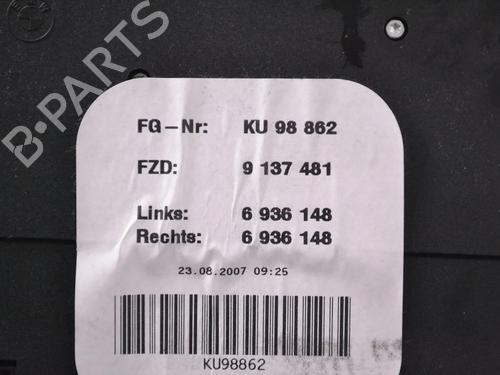 B-PARTS
FG-Nr: KU 98 862
FZD: 9 137 481
Links: 6 936 148
Rechts: 6 936 148
23.08.2007 09:25
KU98862